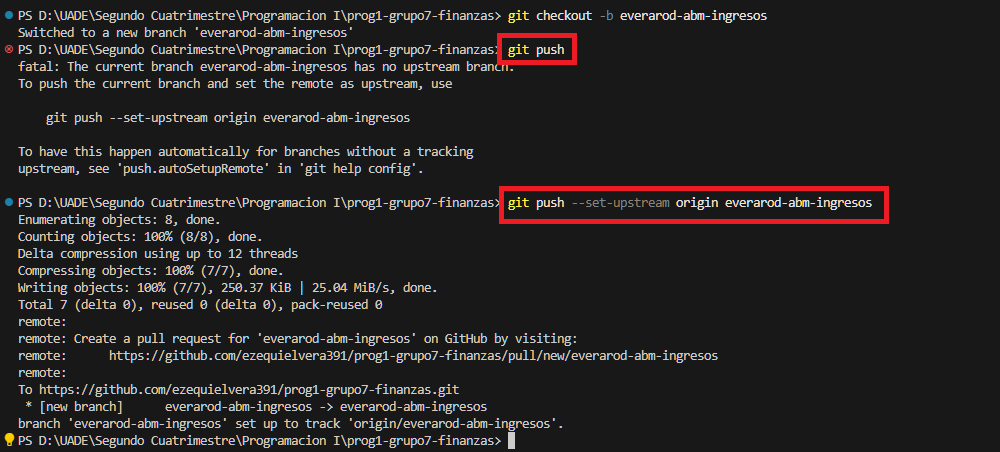 PS D:\UADE\Segundo Cuatrimestre\Programacion I\prog1-grupo7-finanzas> git checkout -b everarod-abm-ingresos
Switched to a new branch 'everarod-abm-ingresos'
PS D:\UADE\Segundo Cuatrimestre\Programacion I\prog1-grupo7-finanzas> git push
fatal: The current branch everarod-abm-ingresos has no upstream branch.
To push the current branch and set the remote as upstream, use
git push --set-upstream origin everarod-abm-ingresos
To have this happen automatically for branches without a tracking
upstream, see 'push.autoSetupRemote' in 'git help config'.
PS D:\UADE\Segundo Cuatrimestre\Programacion I\prog1-grupo7-finanzas> git push --set-upstream origin everarod-abm-ingresos
Enumerating objects: 8, done.
Counting objects: 100% (8/8), done.
Delta compression using up to 12 threads
Compressing objects: 100% (7/7), done.
Writing objects: 100% (7/7), 250.37 KiB | 25.04 MiB/s, done.
Total 7 (delta 0), reused 0 (delta 0), pack-reused 0
remote:
remote: Create a pull request for 'everarod-abm-ingresos' on GitHub by visiting:
remote:      https://github.com/ezequielvera391/prog1-grupo7-finanzas/pull/new/everarod-abm-ingresos
remote:
To https://github.com/ezequielvera391/prog1-grupo7-finanzas.git
* [new branch]      everarod-abm-ingresos -> everarod-abm-ingresos
branch 'everarod-abm-ingresos' set up to track 'origin/everarod-abm-ingresos'.
PS D:\UADE\Segundo Cuatrimestre\Programacion I\prog1-grupo7-finanzas>